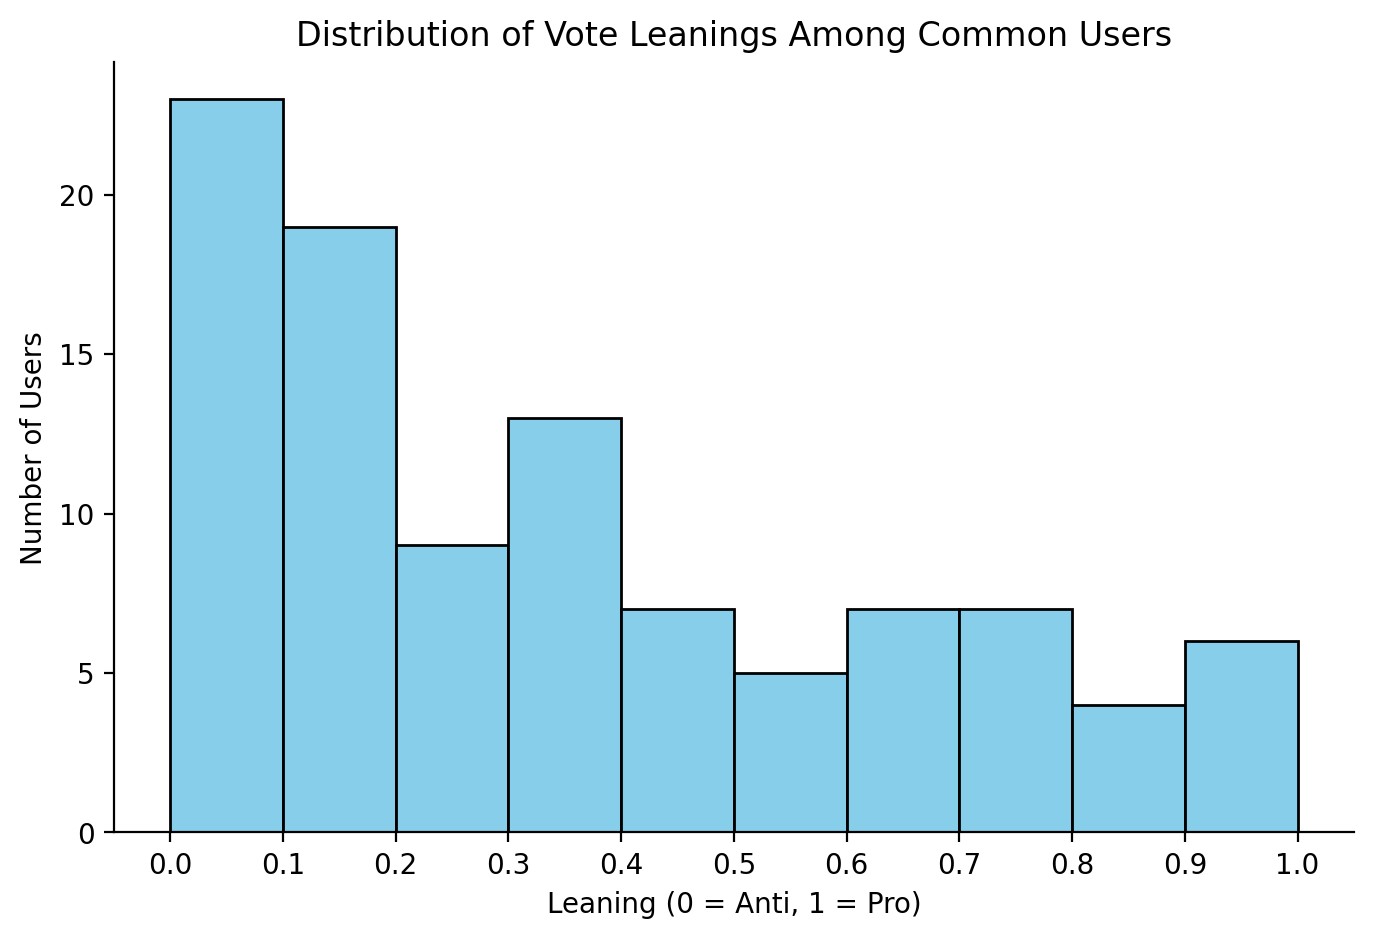 Distribution of Vote Leanings Among Common Users
Number of Users
20
15
10
5
0
0.0 0.1 0.2 0.3 0.4 0.5 0.6 0.7 0.8 0.9 1.0
Leaning (0 = Anti, 1 = Pro)